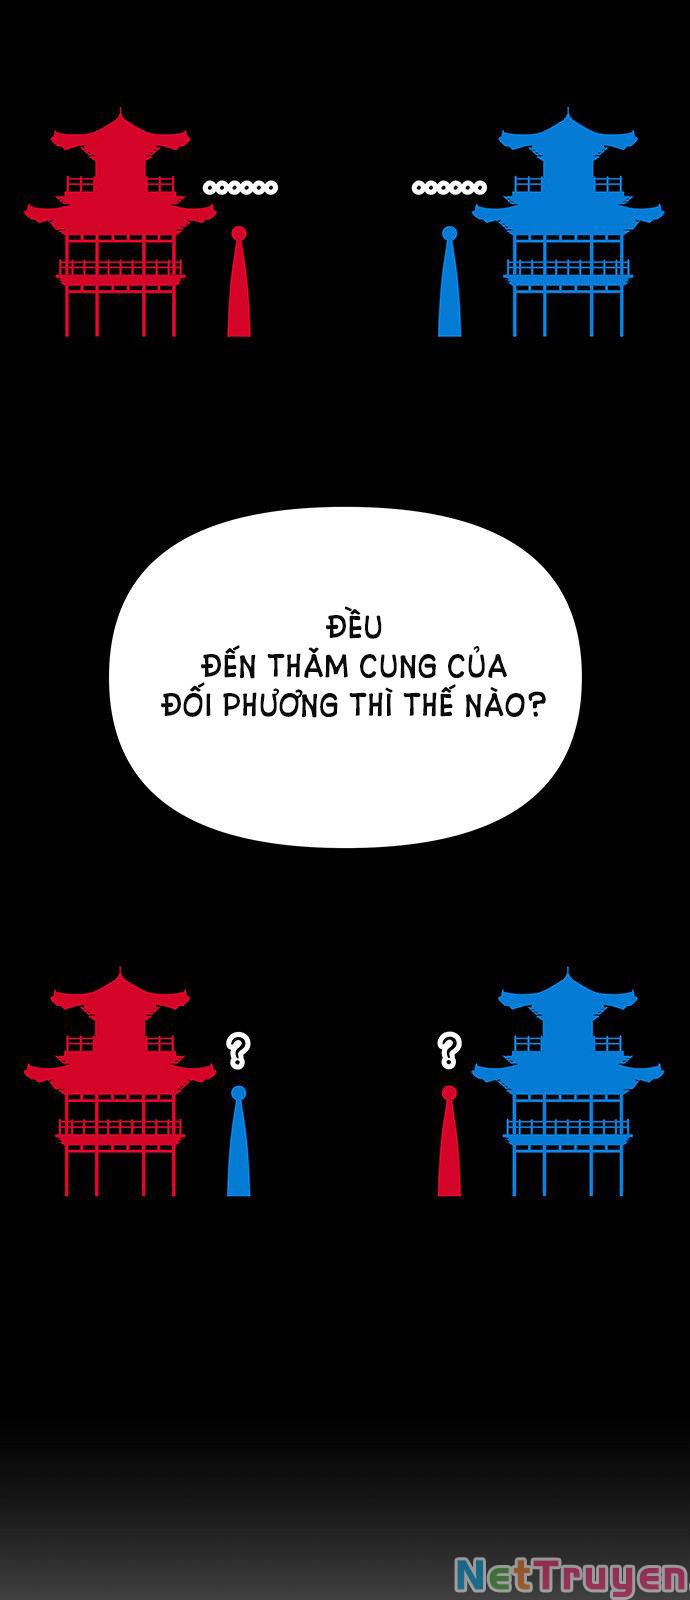 ĐỀU
ĐẾN THĂM CUNG CỦA
ĐỐI PHƯƠNG THÌ THẾ NÀO?
?
?
NetTruyen